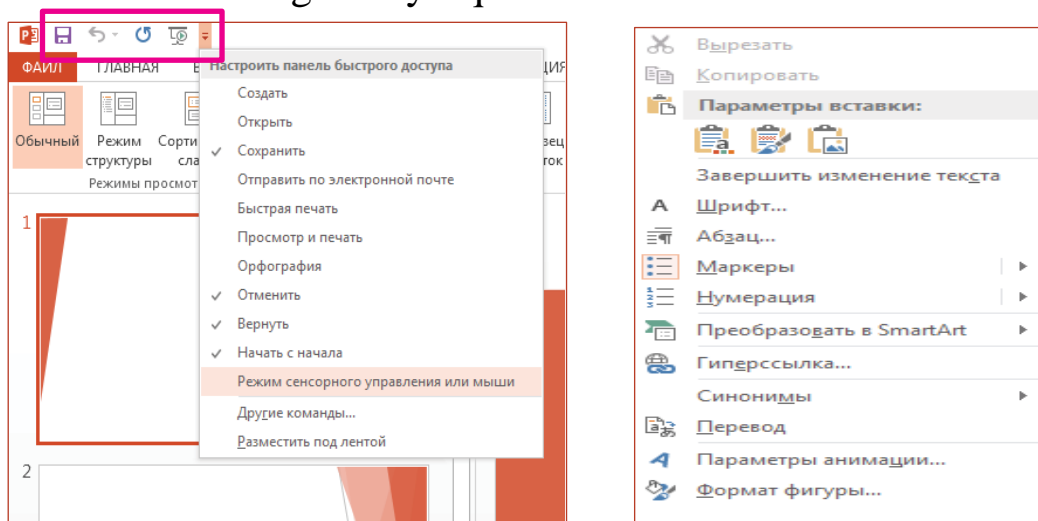 ФАЙЛ ГЛАВНАЯ
Настроить панель быстрого доступа
Создать
Открыть
Сохранить
Отправить по электронной почте
Быстрая печать
Просмотр и печать
Орфография
Отменить
Вернуть
Начать с начала
Режим сенсорного управления или мыши
Другие команды...
Разместить под лентой
Обычный
Режим
структуры
Режимы
1
2
Вырезать
Копировать
Параметры вставки:
Завершить изменение текста
Шрифт...
Абзац...
Маркеры
Нумерация
Преобразовать в SmartArt
Гиперссылка...
Синонимы
Перевод
Параметры анимации...
Формат фигуры...